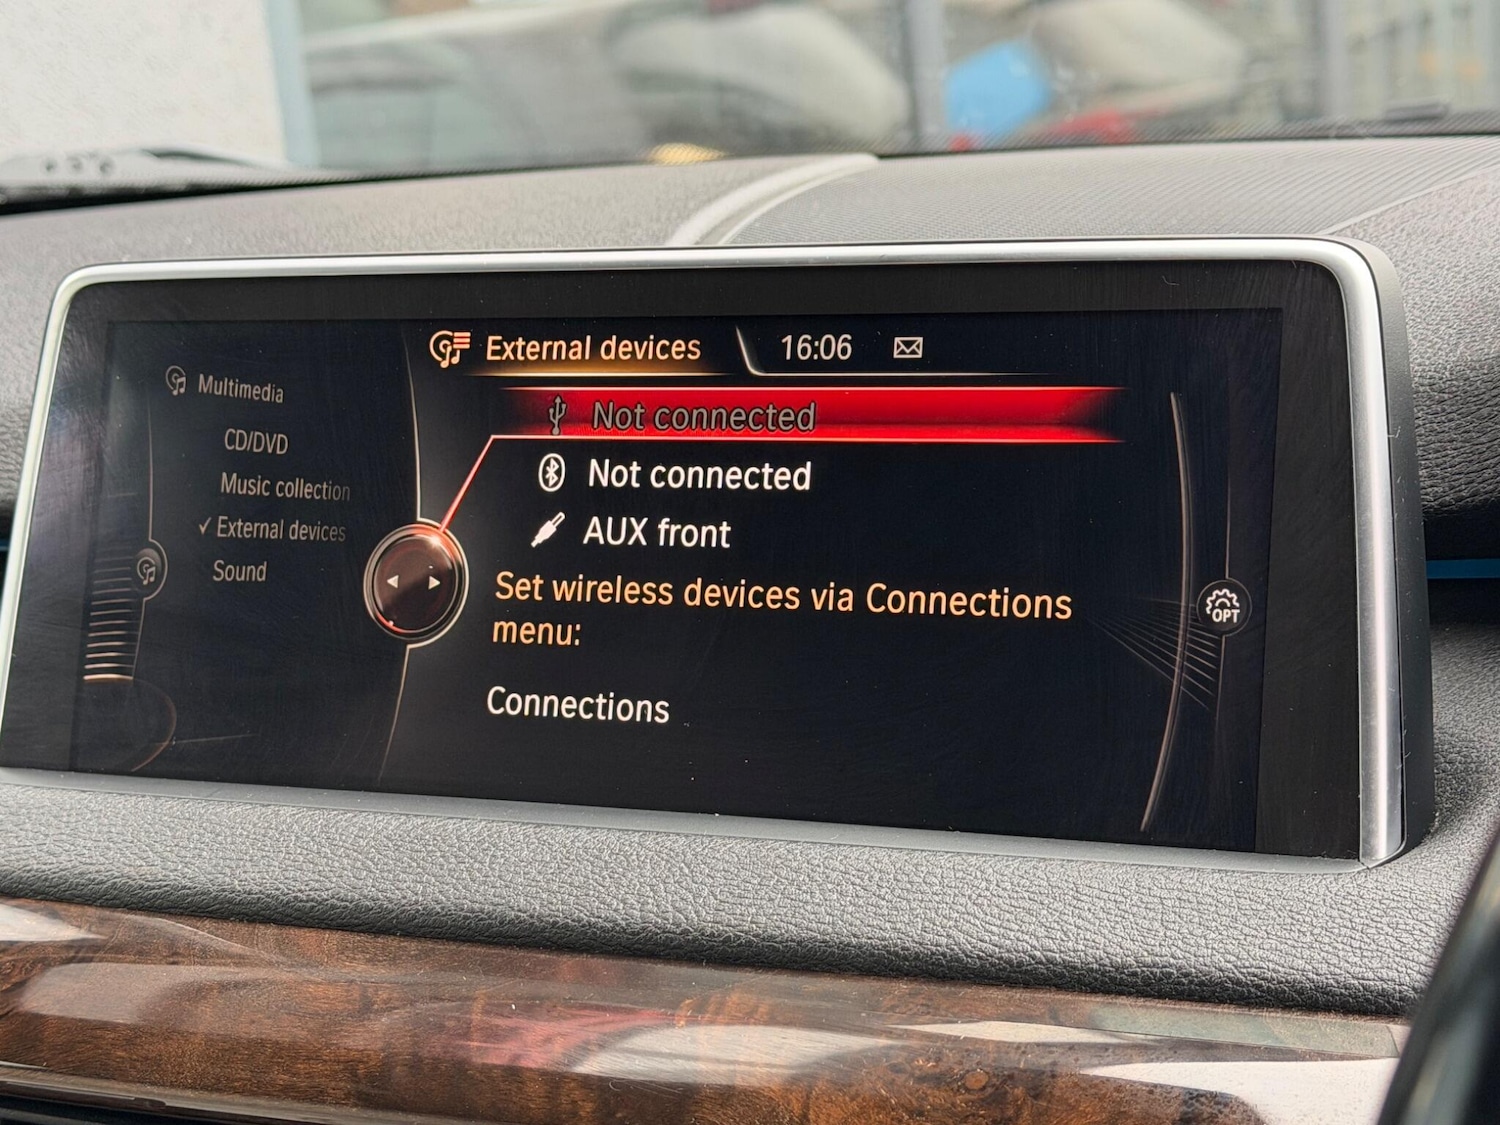 External devices
16:06
Multimedia
CD/DVD
Music collection
External devices
Sound
Not connected
Not connected
AUX front
Set wireless devices via Connections
menu:
Connections
OPT